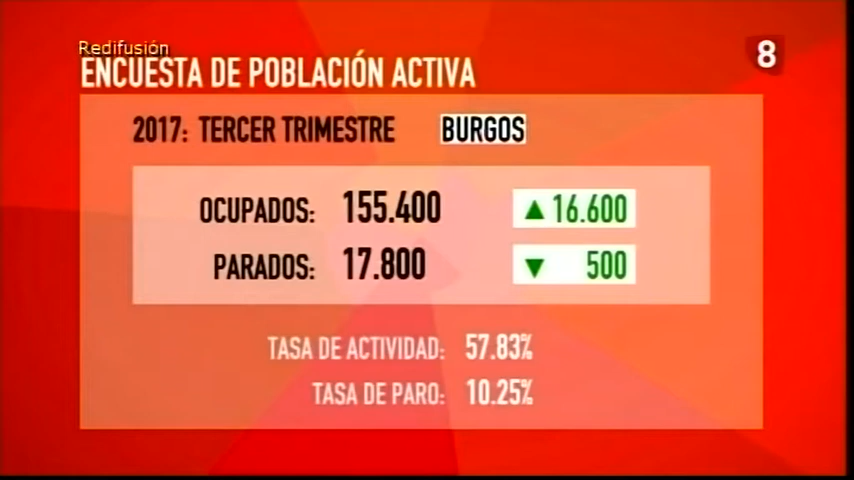 Redifusión
8
ENCUESTA DE POBLACIÓN ACTIVA
2017: TERCER TRIMESTRE BURGOS
OCUPADOS: 155.400 ▲ 16.600
PARADOS: 17.800 ▼ 500
TASA DE ACTIVIDAD: 57.83%
TASA DE PARO: 10.25%